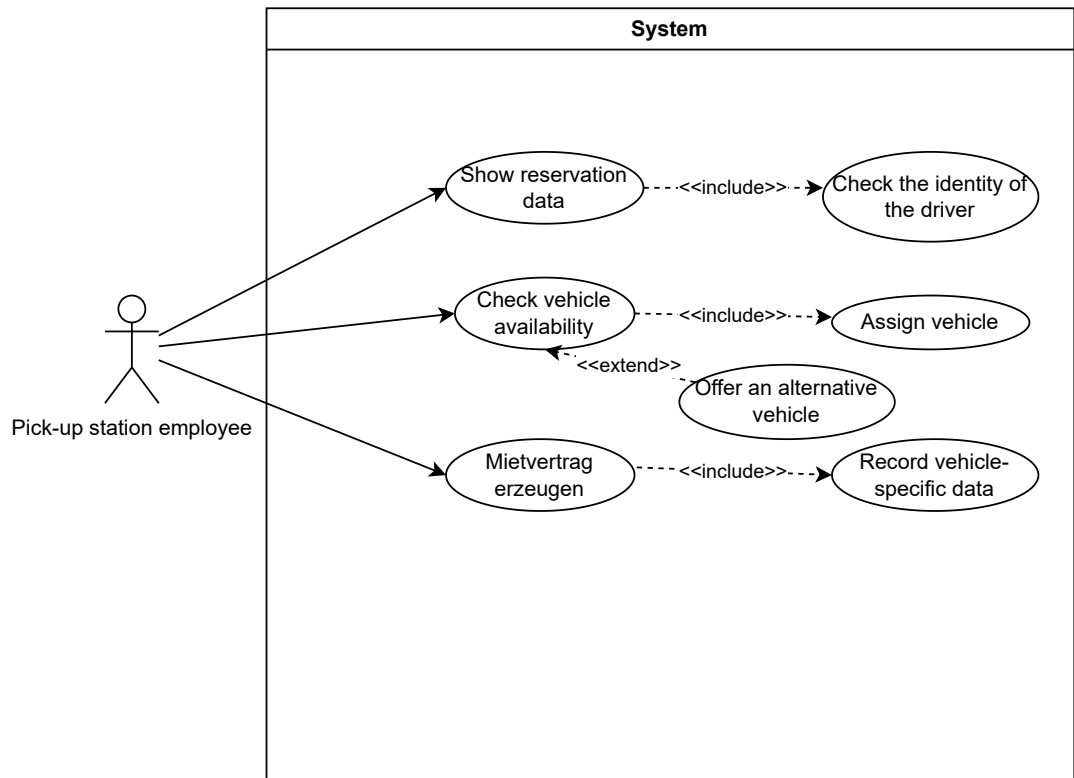 System
Show reservation
data
<<include>>
Check the identity of
the driver
Check vehicle
availability
<<include>>
Assign vehicle
<<extend>>
Offer an alternative
vehicle
Pick-up station employee
Mietvertrag
erzeugen
<<include>>
Record vehicle-
specific data